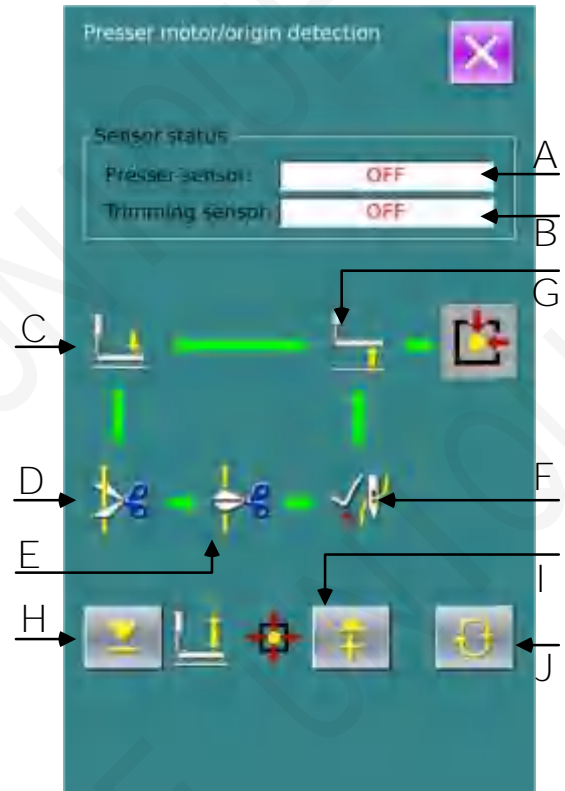 Presser motor/origin detection
Sensor status
Presser sensor: OFF
A
Trimming sensor: OFF
B
G
C
D
F
E
I
H
J